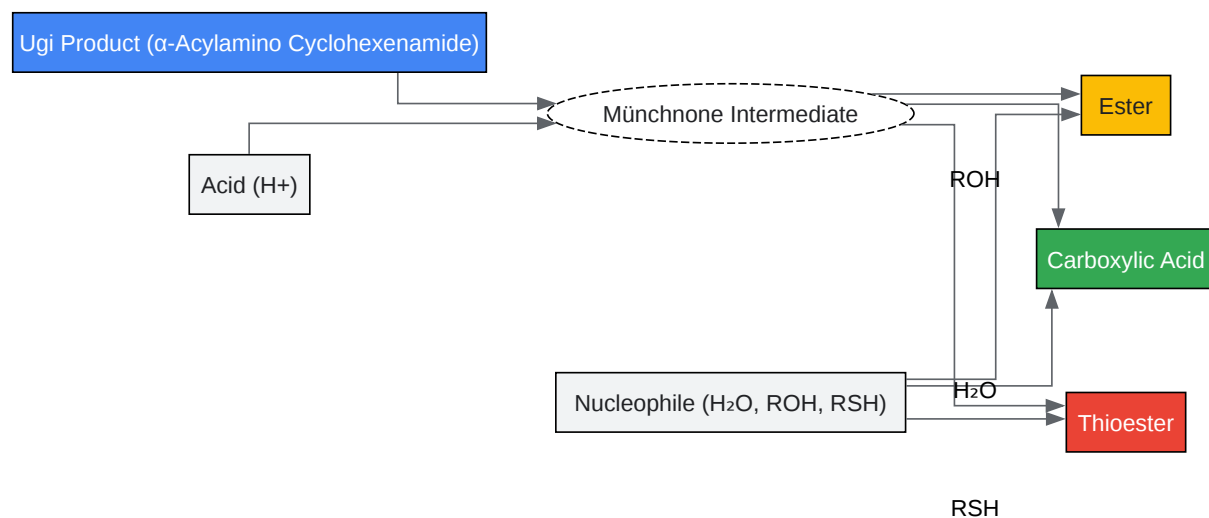 Ugi Product (α-Acylamino Cyclohexenamide)
Münchnone Intermediate
Ester
Acid (H+)
ROH
Carboxylic Acid
Nucleophile (H₂O, ROH, RSH)
H₂O
Thioester
RSH